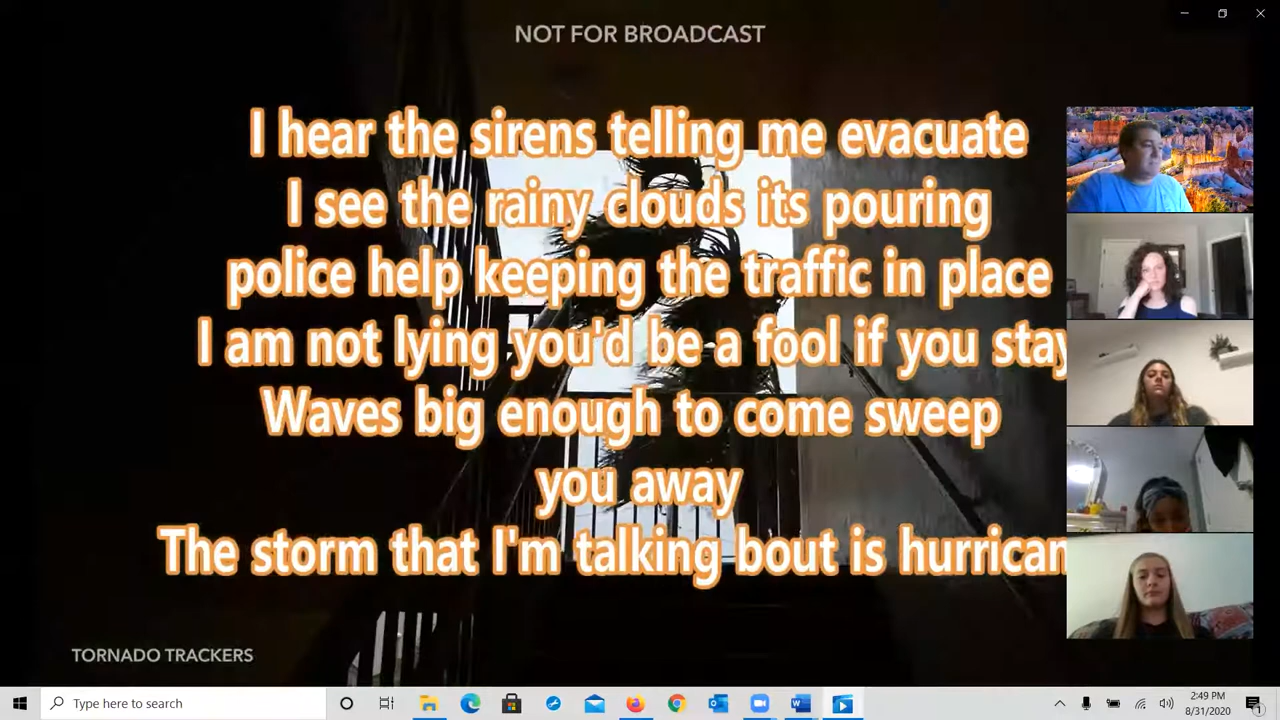 NOT FOR BROADCAST
I hear the sirens telling me evacuate
I see the rainy clouds its pouring
police help keeping the traffic in place
I am not lying you'd be a fool if you stay
Waves big enough to come sweep
you away
The storm that I'm talking bout is hurrican
TORNADO TRACKERS
Type here to search
2:49 PM
8/31/2020
1